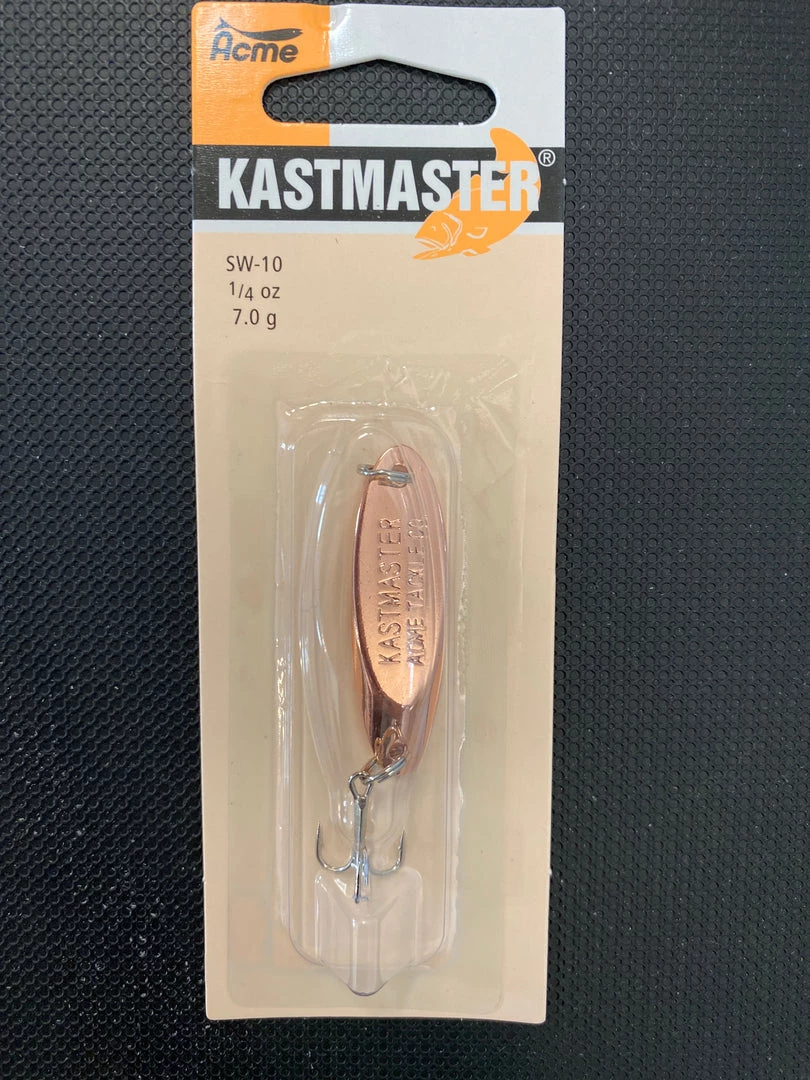 Acme
KASTMASTER®
SW-10
1/4 oz
7.0 g
KASTMASTER
ACME TACKLE CO.